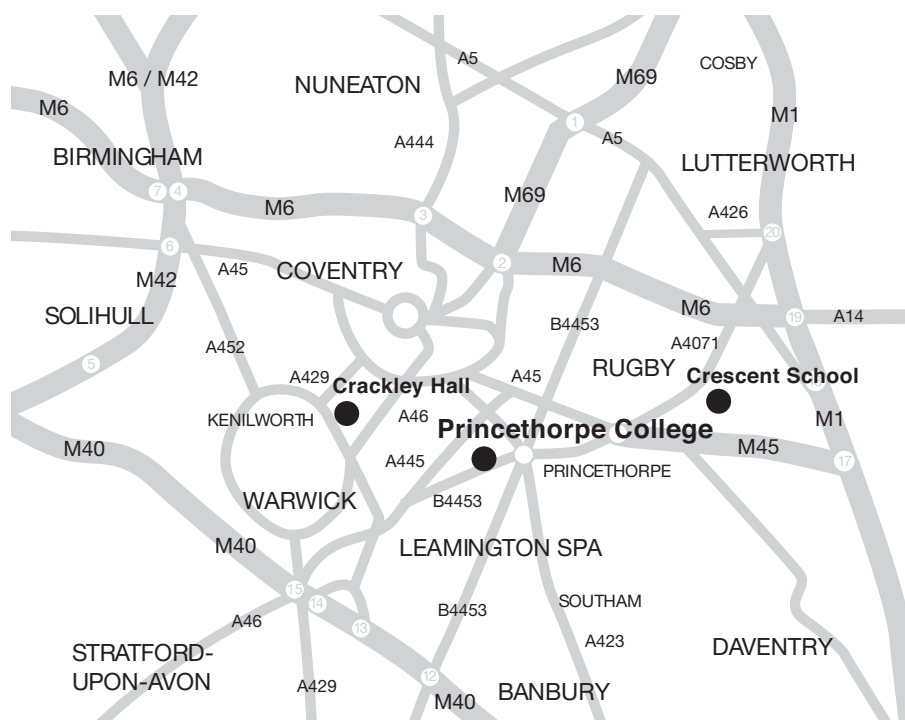 A5
COSBY
M6 / M42
NUNEATON
M69
M6
M1
1
A5
A444
BIRMINGHAM
LUTTERWORTH
7
4
M69
M6
A426
3
20
6
2
A45
COVENTRY
M6
M42
M6
SOLIHULL
19
A14
B4453
A452
A4071
5
RUGBY
A429
A45
Crescent School
Crackley Hall
KENILWORTH
A46
M1
Princethorpe College
M40
M45
A445
17
PRINCETHORPE
WARWICK
B4453
M40
LEAMINGTON SPA
15
14
SOUTHAM
B4453
A46
13
A423
STRATFORD-
UPON-AVON
DAVENTRY
12
A429
BANBURY
M40